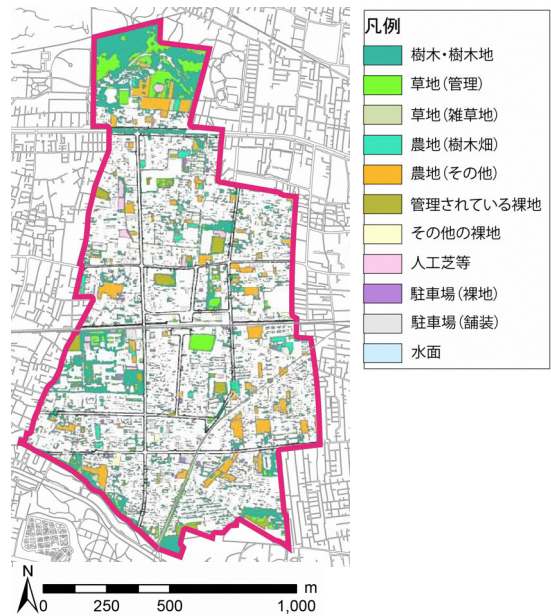 凡例
樹木・樹木地
草地(管理)
草地(雑草地)
農地(樹木畑)
農地(その他)
管理されている裸地
その他の裸地
人工芝等
駐車場(裸地)
駐車場(舗装)
水面
N
m
0 250 500 1,000